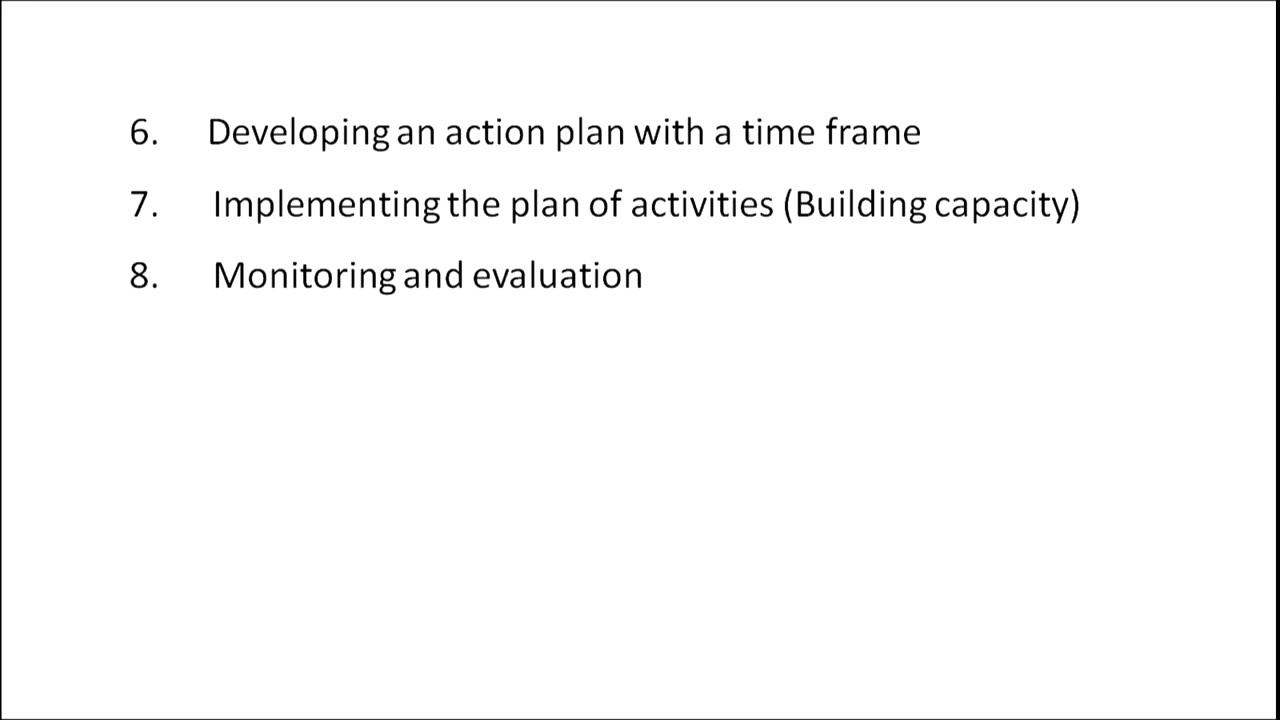 6. Developing an action plan with a time frame
7. Implementing the plan of activities (Building capacity)
8. Monitoring and evaluation